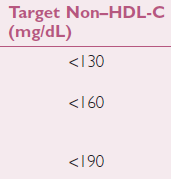 Target Non–HDL-C
(mg/dL)
<130
<160
<190